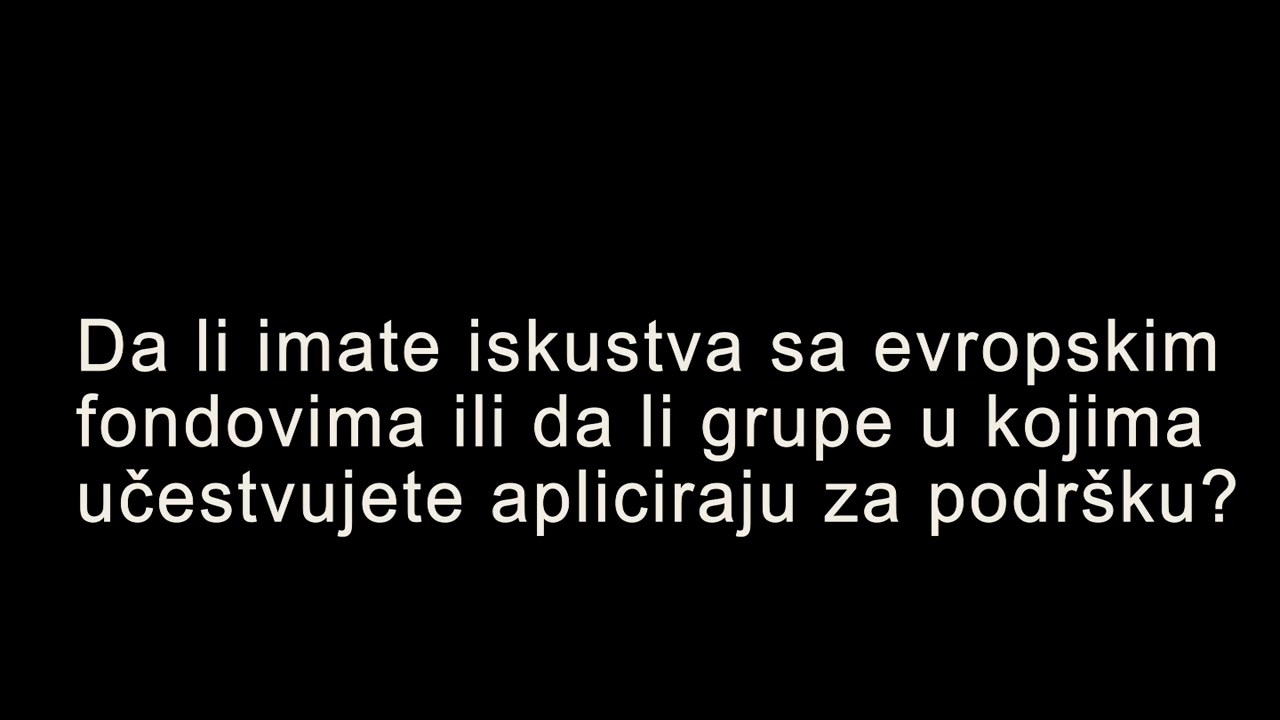 Da li imate iskustva sa evropskim
fondovima ili da li grupe u kojima
učestvujete apliciraju za podršku?